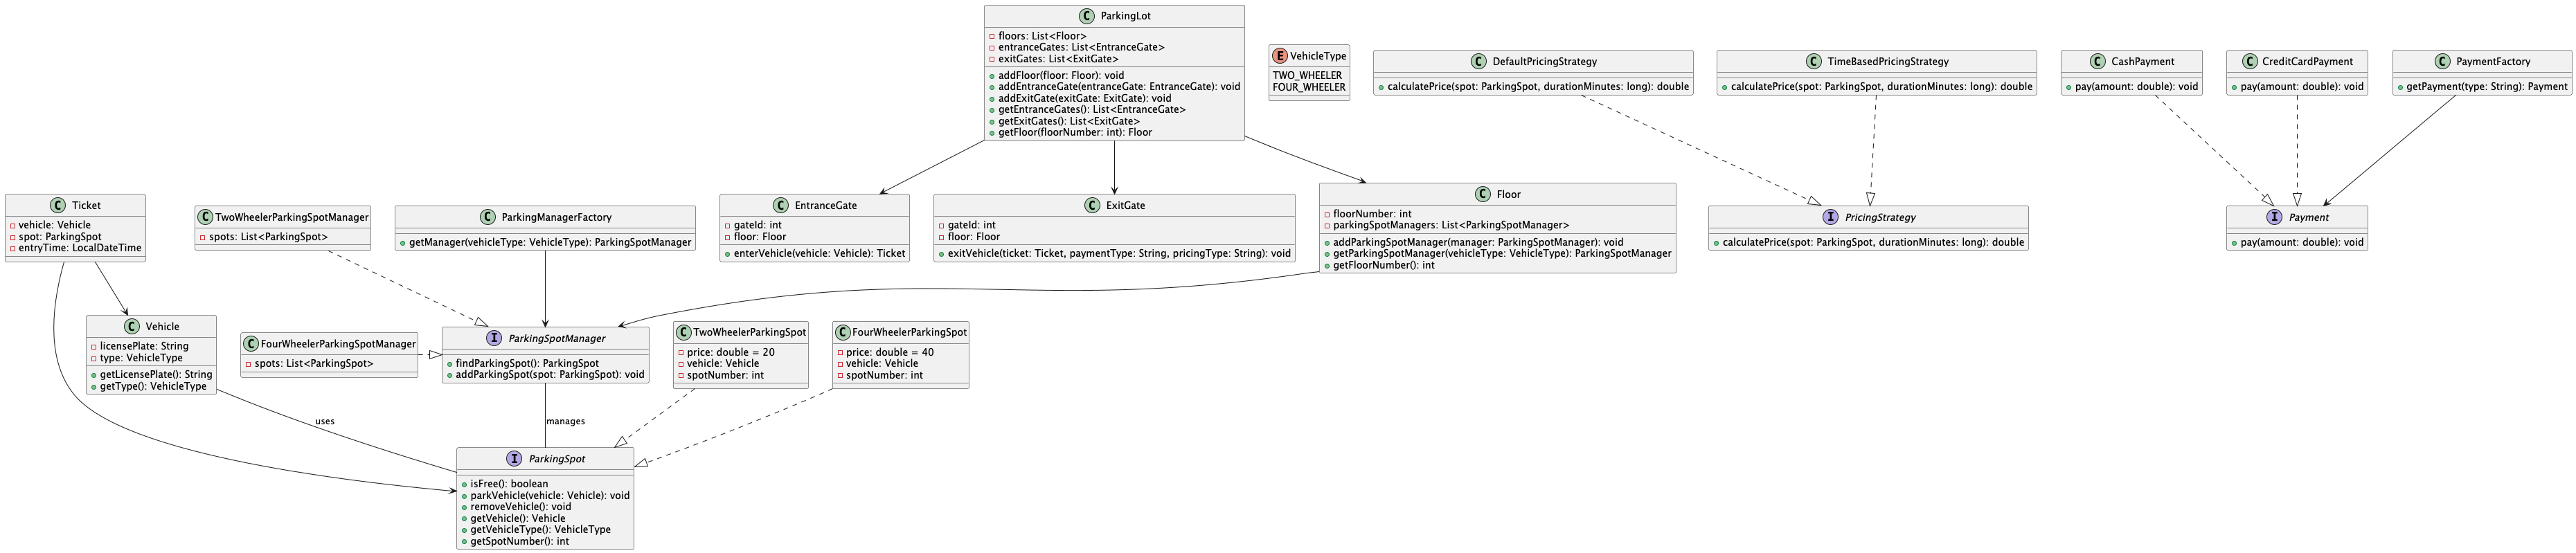 C ParkingLot
floors: List<Floor>
entranceGates: List<EntranceGate>
exitGates: List<ExitGate>
addFloor(floor: Floor): void
addEntranceGate(entranceGate: EntranceGate): void
addExitGate(exitGate: ExitGate): void
getEntranceGates(): List<EntranceGate>
getExitGates(): List<ExitGate>
getFloor(floorNumber: int): Floor
E VehicleType
TWO_WHEELER
FOUR_WHEELER
C DefaultPricingStrategy
calculatePrice(spot: ParkingSpot, durationMinutes: long): double
C TimeBasedPricingStrategy
calculatePrice(spot: ParkingSpot, durationMinutes: long): double
C CashPayment
pay(amount: double): void
C CreditCardPayment
pay(amount: double): void
C PaymentFactory
getPayment(type: String): Payment
C Ticket
vehicle: Vehicle
spot: ParkingSpot
entryTime: LocalDateTime
C TwoWheelerParkingSpotManager
spots: List<ParkingSpot>
C ParkingManagerFactory
getManager(vehicleType: VehicleType): ParkingSpotManager
C EntranceGate
gateId: int
floor: Floor
enterVehicle(vehicle: Vehicle): Ticket
C ExitGate
gateId: int
floor: Floor
exitVehicle(ticket: Ticket, paymentType: String, pricingType: String): void
C Floor
floorNumber: int
parkingSpotManagers: List<ParkingSpotManager>
addParkingSpotManager(manager: ParkingSpotManager): void
getParkingSpotManager(vehicleType: VehicleType): ParkingSpotManager
getFloorNumber(): int
I PricingStrategy
calculatePrice(spot: ParkingSpot, durationMinutes: long): double
I Payment
pay(amount: double): void
C Vehicle
licensePlate: String
type: VehicleType
getLicensePlate(): String
getType(): VehicleType
C FourWheelerParkingSpotManager
spots: List<ParkingSpot>
I ParkingSpotManager
findParkingSpot(): ParkingSpot
addParkingSpot(spot: ParkingSpot): void
C TwoWheelerParkingSpot
price: double = 20
vehicle: Vehicle
spotNumber: int
C FourWheelerParkingSpot
price: double = 40
vehicle: Vehicle
spotNumber: int
uses
manages
I ParkingSpot
isFree(): boolean
parkVehicle(vehicle: Vehicle): void
removeVehicle(): void
getVehicle(): Vehicle
getVehicleType(): VehicleType
getSpotNumber(): int